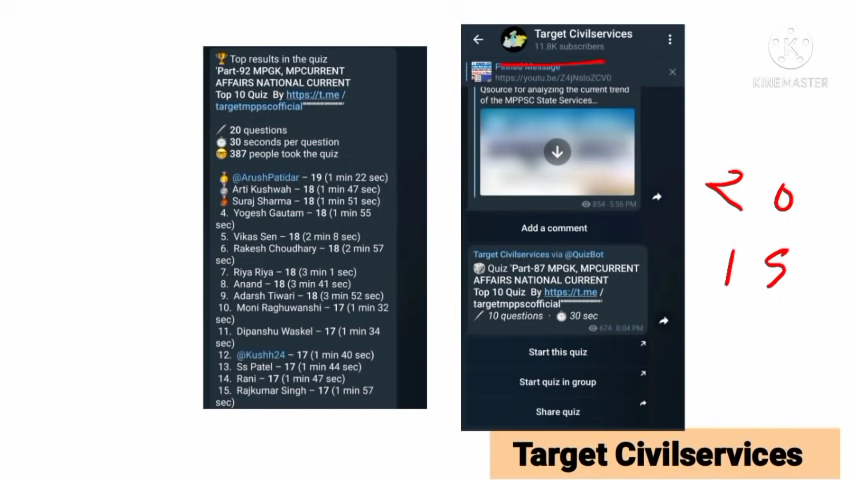 🏆 Top results in the quiz
'Part-92 MPGK, MPCURRENT
AFFAIRS NATIONAL CURRENT
Top 10 Quiz By https://t.me /
targetmppscofficial
20 questions
30 seconds per question
387 people took the quiz
🥇 @ArushPatidar – 19 (1 min 22 sec)
🥈 Arti Kushwah – 18 (1 min 47 sec)
🥉 Suraj Sharma – 18 (1 min 51 sec)
4. Yogesh Gautam – 18 (1 min 55
sec)
5. Vikas Sen – 18 (2 min 8 sec)
6. Rakesh Choudhary – 18 (2 min 57
sec)
7. Riya Riya – 18 (3 min 1 sec)
8. Anand – 18 (3 min 41 sec)
9. Adarsh Tiwari – 18 (3 min 52 sec)
10. Moni Raghuwanshi – 17 (1 min 32
sec)
11. Dipanshu Waskel – 17 (1 min 34
sec)
12. @Kushh24 – 17 (1 min 40 sec)
13. Ss Patel – 17 (1 min 44 sec)
14. Rani – 17 (1 min 47 sec)
15. Rajkumar Singh – 17 (1 min 57
sec)
Target Civilservices
11.8K subscribers
Pinned Message
https://youtu.be/Z4jNsIoZCV0
Qsource for analyzing the current trend
of the MPPSC State Services...
854 5:56 PM
Add a comment
Target Civilservices via @QuizBot
🎲 Quiz 'Part-87 MPGK, MPCURRENT
AFFAIRS NATIONAL CURRENT
Top 10 Quiz By https://t.me /
targetmppscofficial
10 questions · 30 sec
674 8:04 PM
Start this quiz
Start quiz in group
Share quiz
KINEMASTER
20
15
Target Civilservices